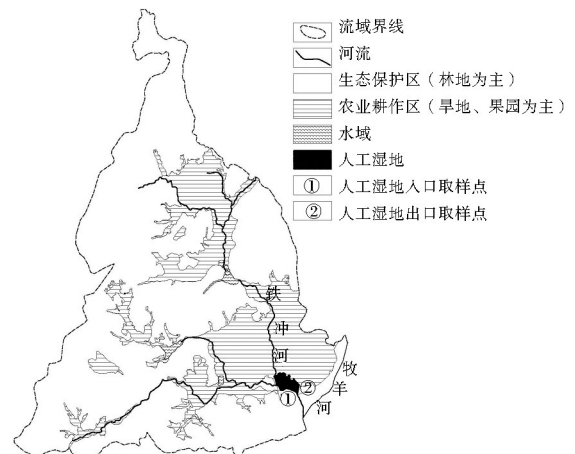 流域界线
河流
生态保护区（林地为主）
农业耕作区（旱地、果园为主）
水域
人工湿地
① 人工湿地入口取样点
② 人工湿地出口取样点
铁冲河
牧羊河
①
②